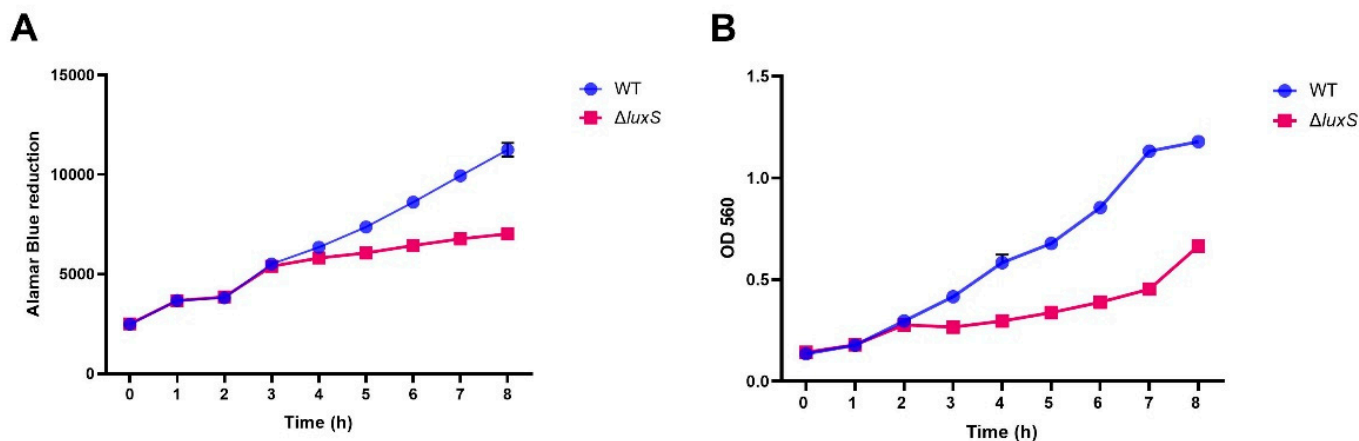 A
Alamar Blue reduction
15000
10000
5000
0
0 1 2 3 4 5 6 7 8
Time (h)
WT
ΔluxS
B
OD 560
1.5
1.0
0.5
0.0
0 1 2 3 4 5 6 7 8
Time (h)
WT
ΔluxS